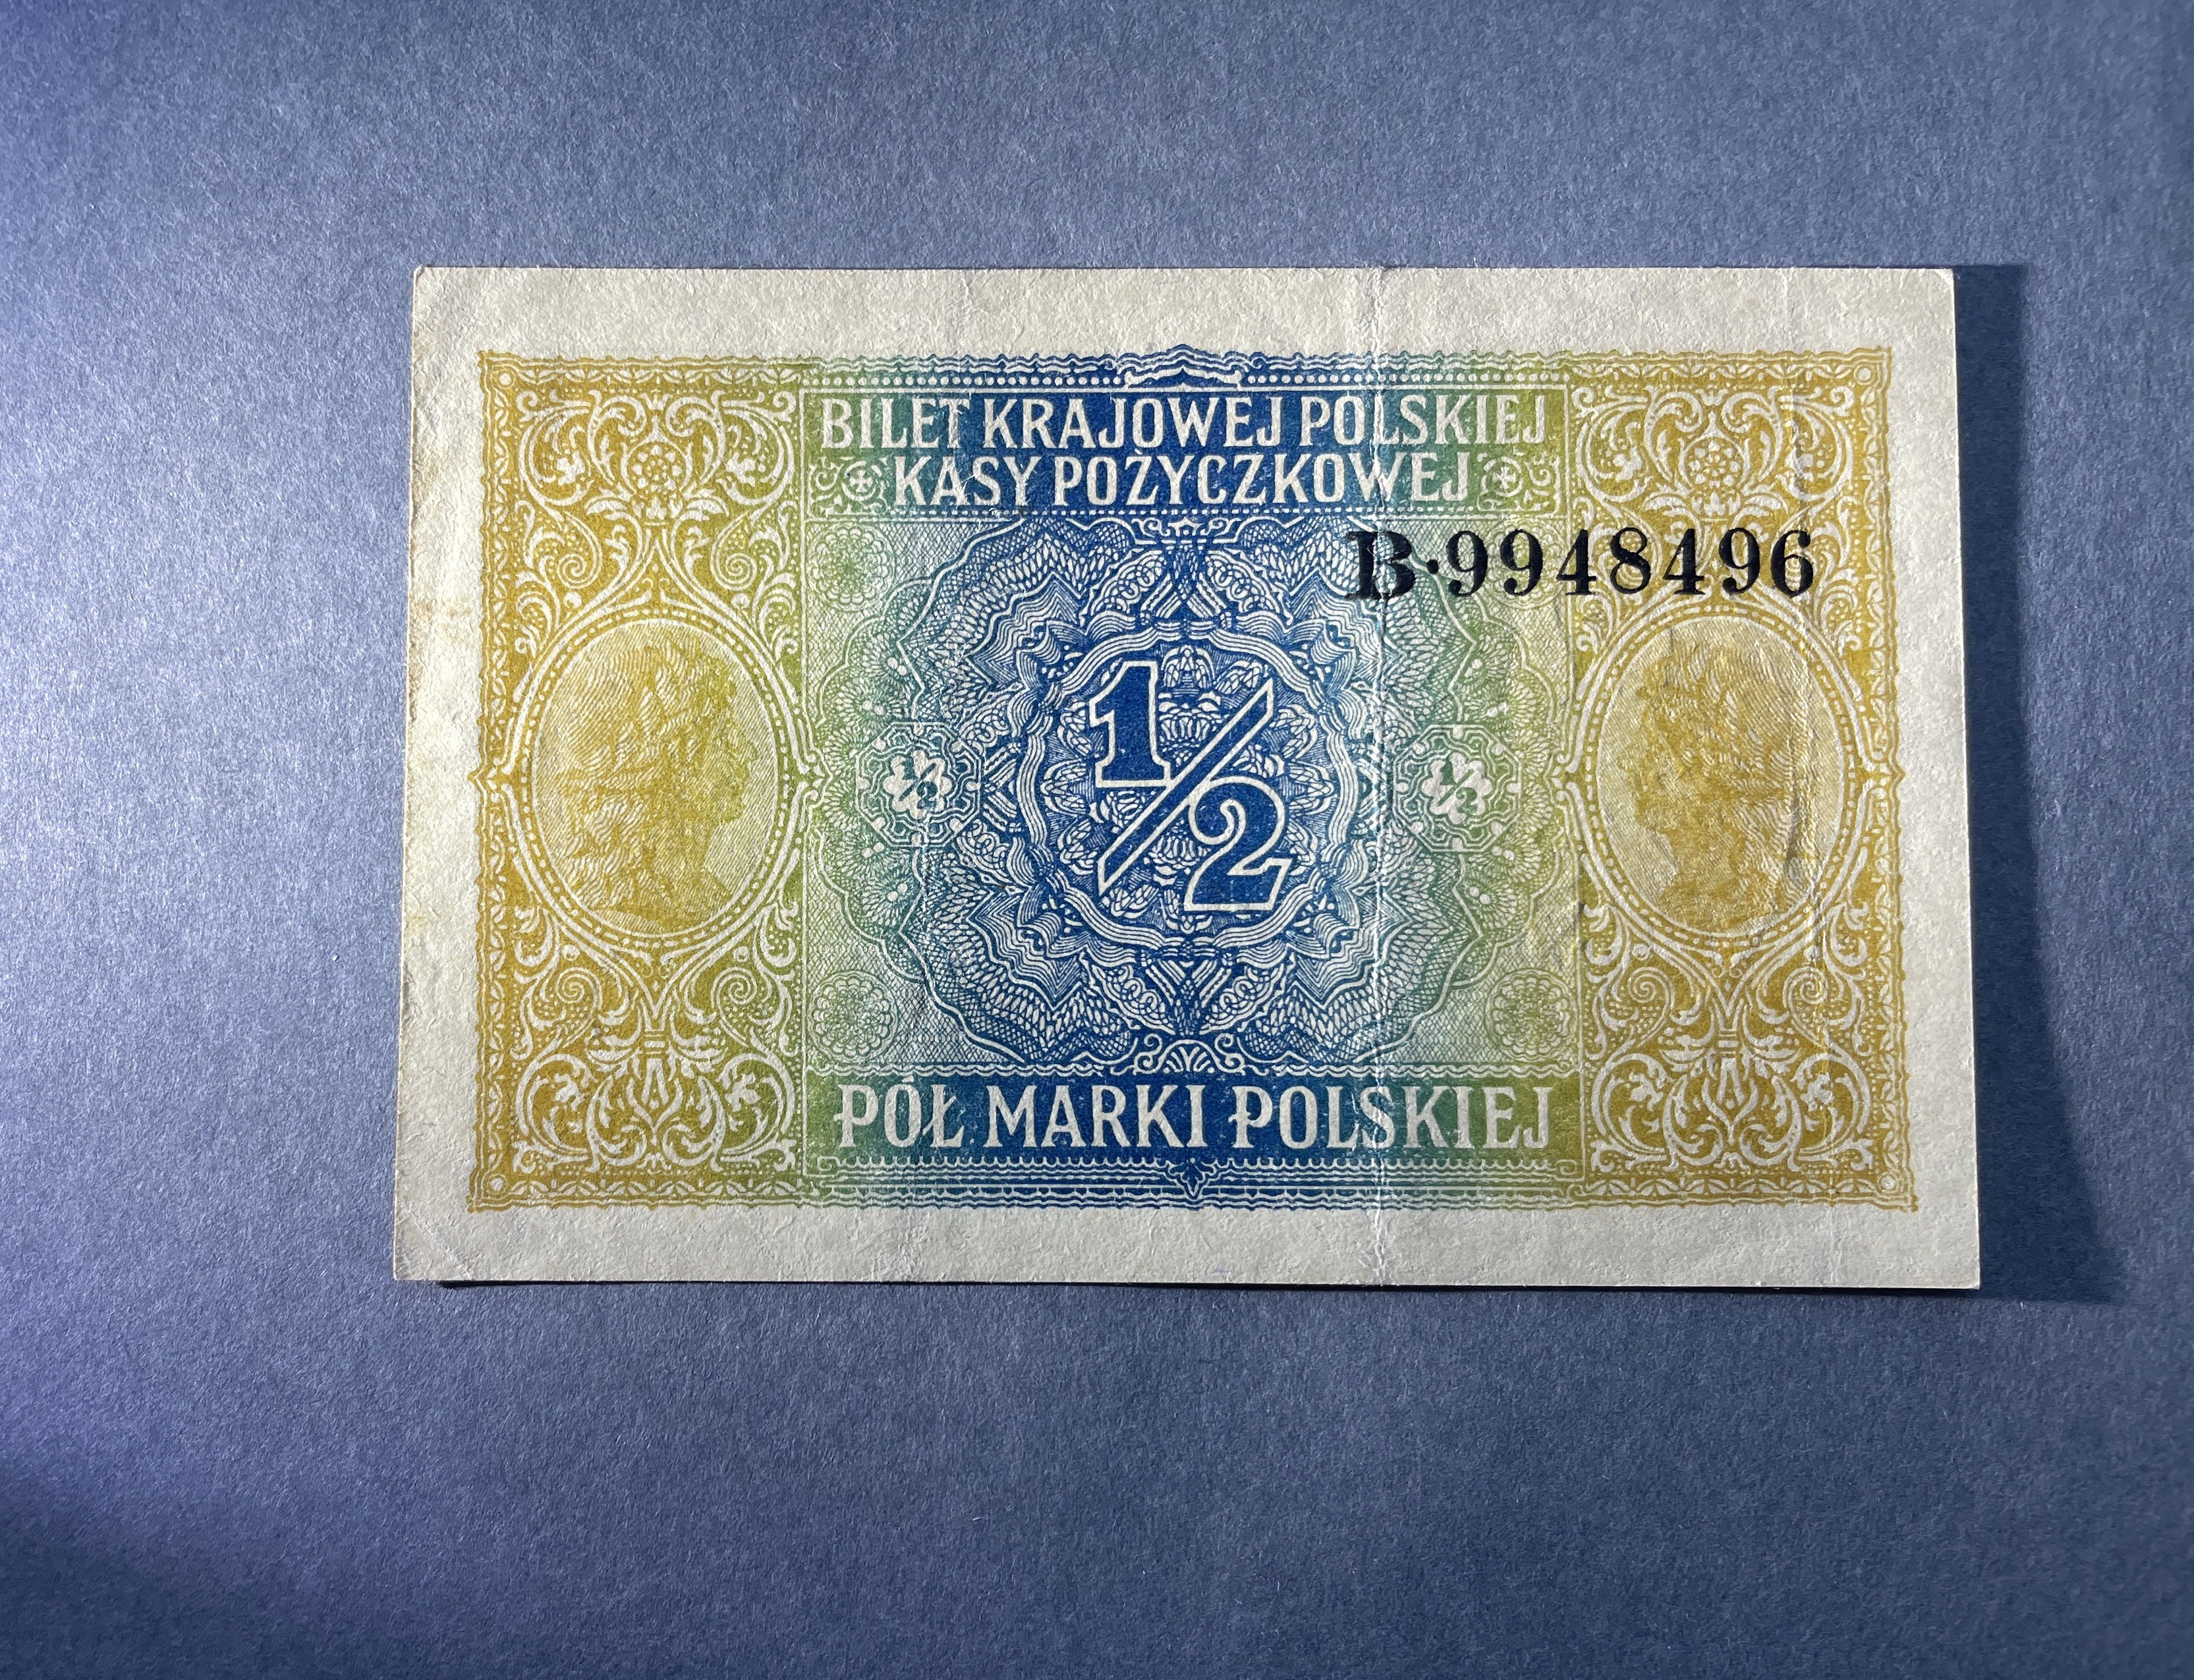 BILET KRAJOWEJ POLSKIEJ
KASY POŻYCZKOWEJ
B·9948496
1/2
1/2
1/2
PÓŁ MARKI POLSKIEJ